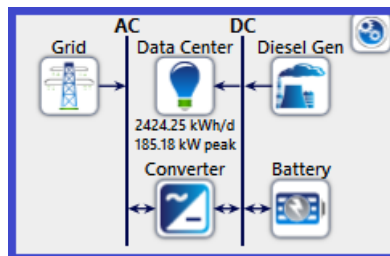 AC DC
Grid Data Center Diesel Gen
2424.25 kWh/d
185.18 kW peak
Converter Battery